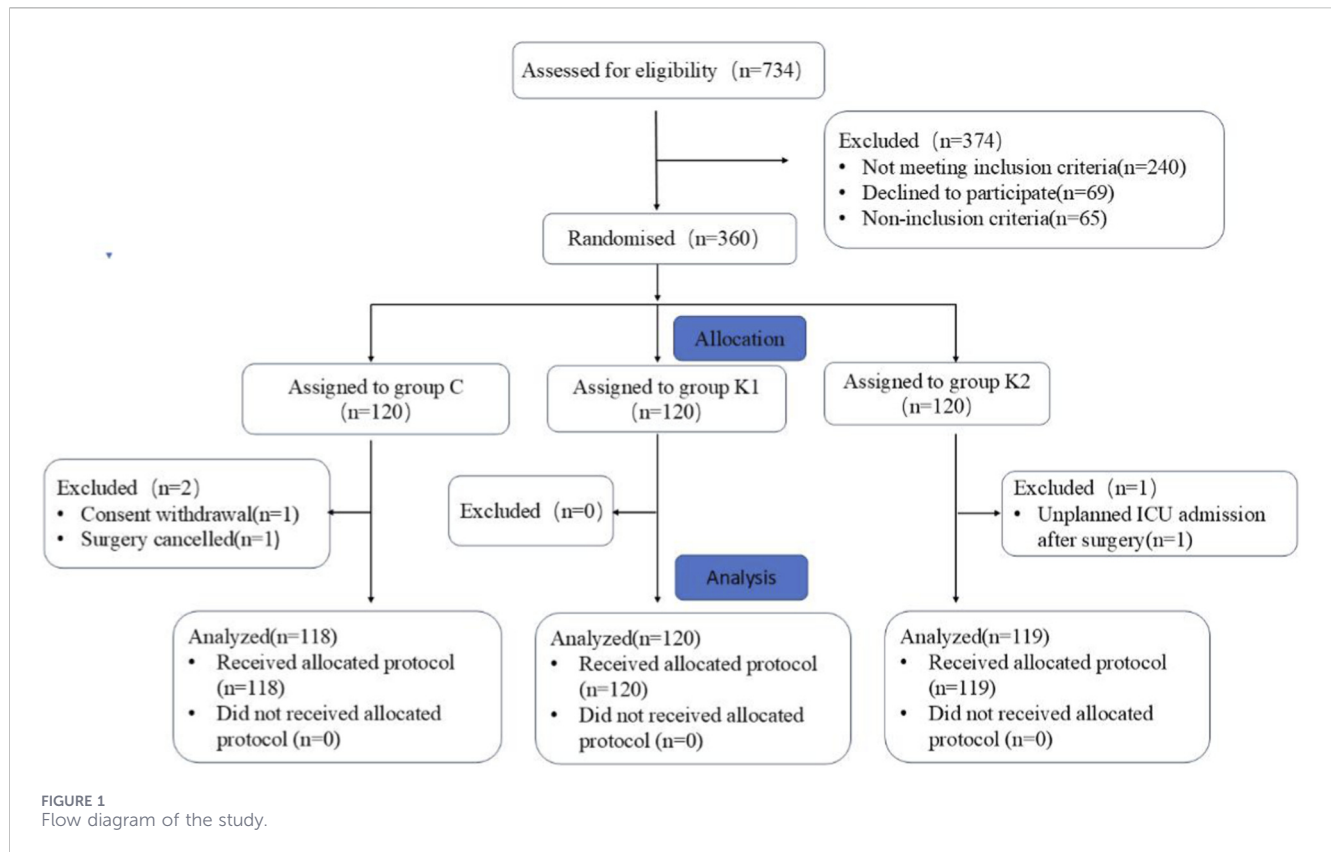 Assessed for eligibility (n=734)
Excluded (n=374)
• Not meeting inclusion criteria(n=240)
• Declined to participate(n=69)
• Non-inclusion criteria(n=65)
Randomised (n=360)
Allocation
Assigned to group C
(n=120)
Assigned to group K1
(n=120)
Assigned to group K2
(n=120)
Excluded (n=2)
• Consent withdrawal(n=1)
• Surgery cancelled(n=1)
Excluded (n=0)
Excluded (n=1)
• Unplanned ICU admission
after surgery(n=1)
Analysis
Analyzed(n=118)
• Received allocated protocol
(n=118)
• Did not received allocated
protocol (n=0)
Analyzed(n=120)
• Received allocated protocol
(n=120)
• Did not received allocated
protocol (n=0)
Analyzed(n=119)
• Received allocated protocol
(n=119)
• Did not received allocated
protocol (n=0)
FIGURE 1
Flow diagram of the study.